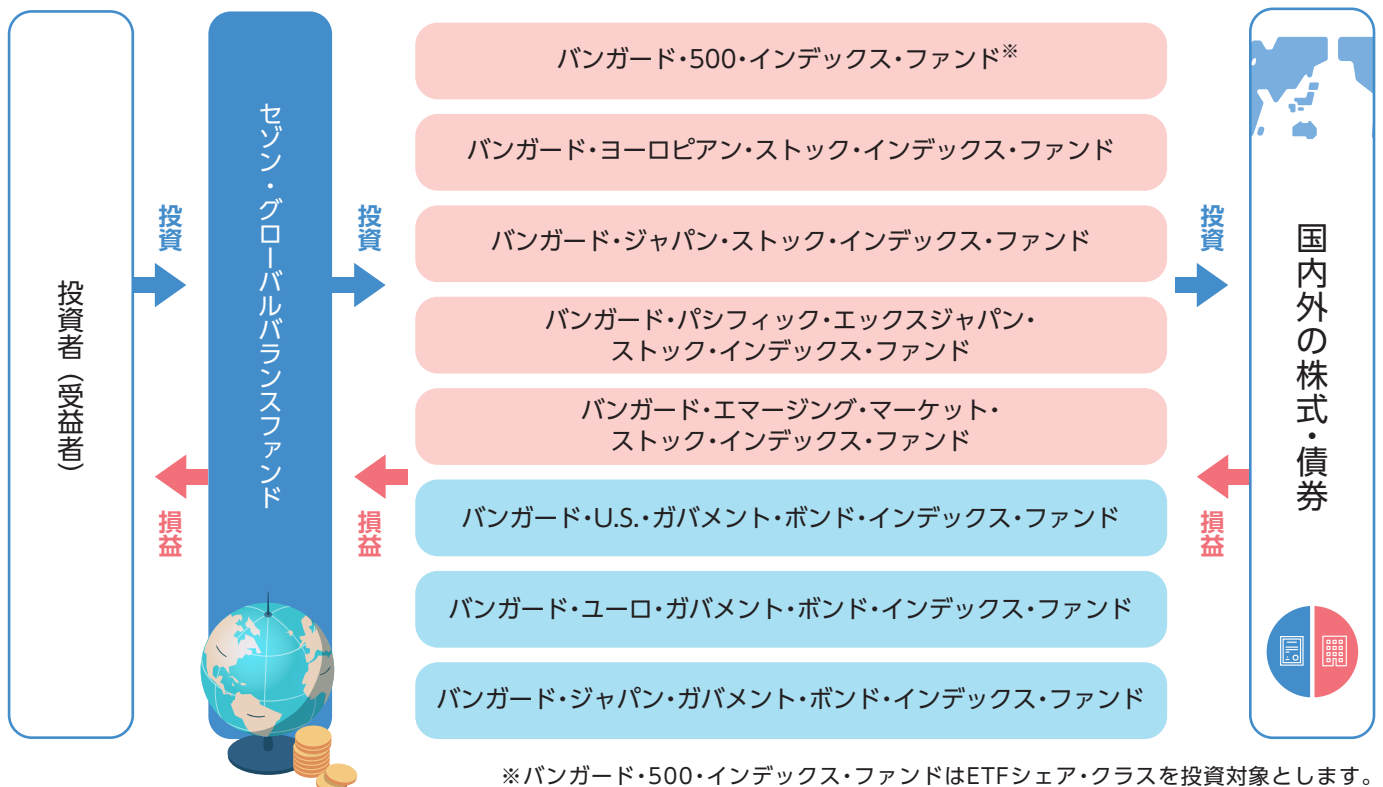 投資者（受益者）
投資
損益
セゾン・グローバルバランスファンド
投資
損益
バンガード・500・インデックス・ファンド※
バンガード・ヨーロピアン・ストック・インデックス・ファンド
バンガード・ジャパン・ストック・インデックス・ファンド
バンガード・パシフィック・エックスジャパン・
ストック・インデックス・ファンド
バンガード・エマージング・マーケット・
ストック・インデックス・ファンド
バンガード・U.S.・ガバメント・ボンド・インデックス・ファンド
バンガード・ユーロ・ガバメント・ボンド・インデックス・ファンド
バンガード・ジャパン・ガバメント・ボンド・インデックス・ファンド
投資
損益
国内外の株式・債券
※バンガード・500・インデックス・ファンドはETFシェア・クラスを投資対象とします。